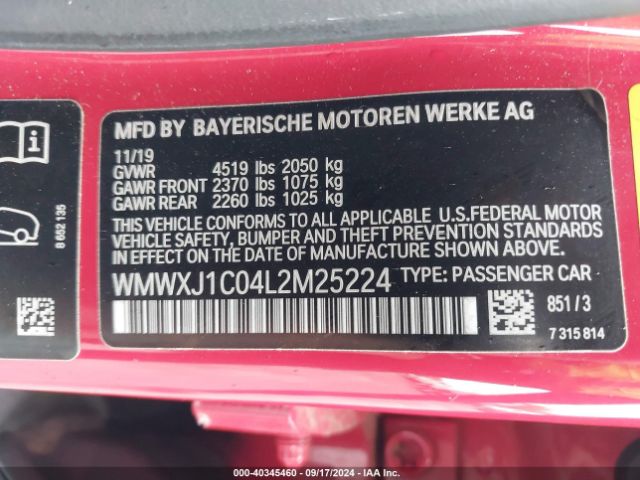 MFD BY BAYERISCHE MOTOREN WERKE AG
11/19
GVWR 4519 lbs 2050 kg
GAWR FRONT 2370 lbs 1075 kg
GAWR REAR 2260 lbs 1025 kg
THIS VEHICLE CONFORMS TO ALL APPLICABLE U.S.FEDERAL MOTOR
VEHICLE SAFETY, BUMPER AND THEFT PREVENTION STANDARDS
IN EFFECT ON THE DATE OF MANUFACTURE SHOWN ABOVE.
WMWXJ1C04L2M25224 TYPE: PASSENGER CAR
851 / 3
7 315 814
8 652 135
000-40345460 - 09/17/2024 - IAA Inc.